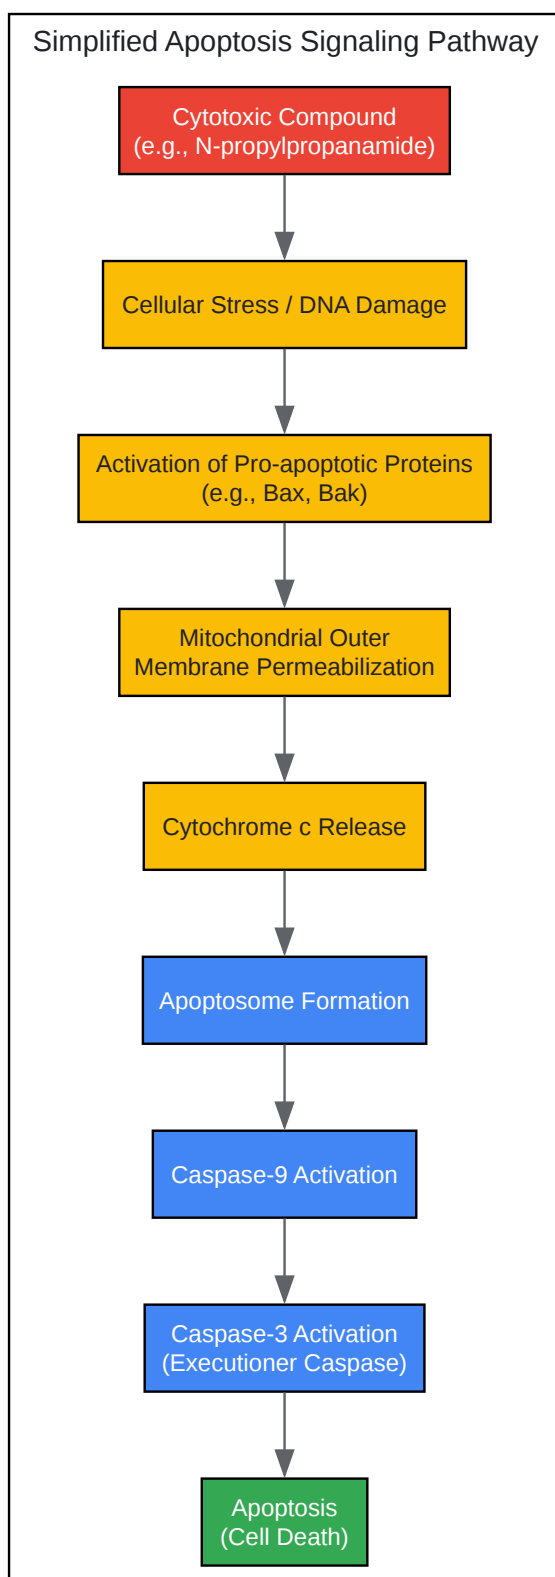 Simplified Apoptosis Signaling Pathway
Cytotoxic Compound
(e.g., N-propylpropanamide)
Cellular Stress / DNA Damage
Activation of Pro-apoptotic Proteins
(e.g., Bax, Bak)
Mitochondrial Outer
Membrane Permeabilization
Cytochrome c Release
Apoptosome Formation
Caspase-9 Activation
Caspase-3 Activation
(Executioner Caspase)
Apoptosis
(Cell Death)